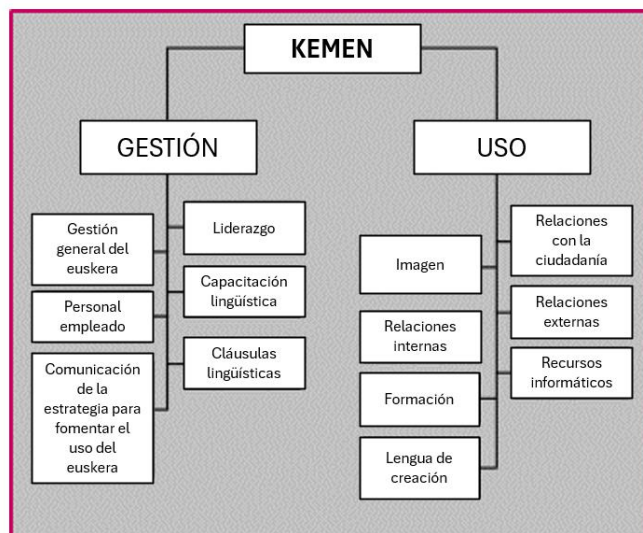 KEMEN
GESTIÓN
Gestión
general del
euskera
Liderazgo
Personal
empleado
Capacitación
lingüística
Comunicación
de la
estrategia para
fomentar el
uso del
euskera
Cláusulas
lingüísticas
USO
Imagen
Relaciones
con la
ciudadanía
Relaciones
internas
Relaciones
externas
Formación
Recursos
informáticos
Lengua de
creación